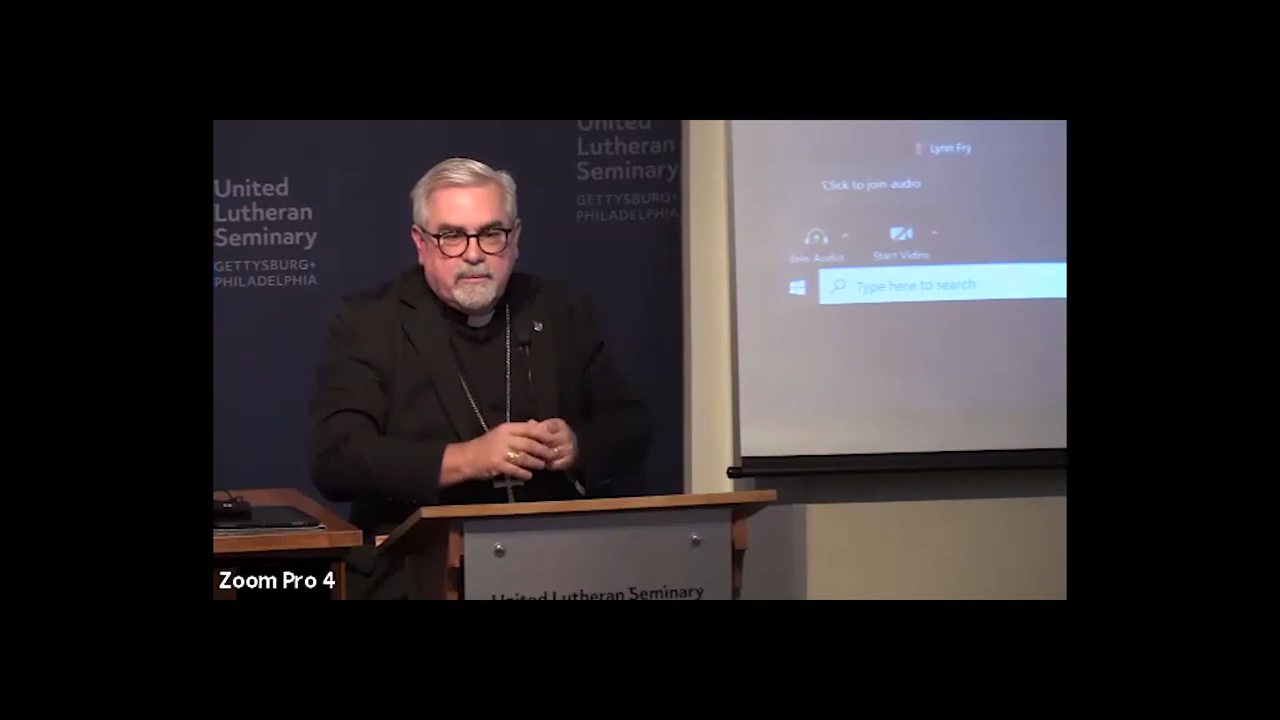 United
Lutheran
Seminary
GETTYSBURG+
PHILADELPHIA
United
Lutheran
Seminary
GETTYSBURG+
PHILADELPHIA
Lynn Fry
Click to join audio
Join Audio
Start Video
Type here to search
United Lutheran Seminary
Zoom Pro 4